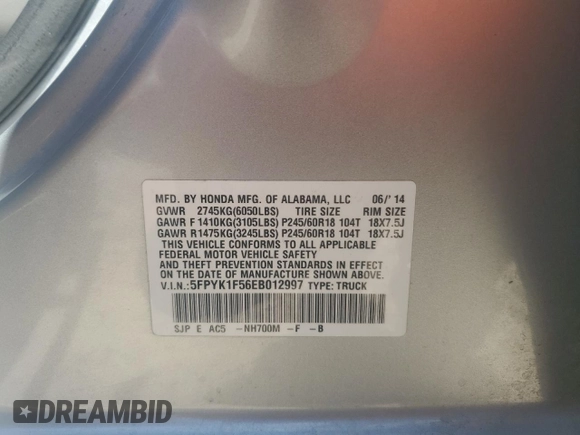 MFD. BY HONDA MFG. OF ALABAMA, LLC 06/' 14
GVWR 2745KG(6050LBS) TIRE SIZE RIM SIZE
GAWR F 1410KG(3105LBS) P245/60R18 104T 18X7.5J
GAWR R 1475KG(3245LBS) P245/60R18 104T 18X7.5J
THIS VEHICLE CONFORMS TO ALL APPLICABLE
FEDERAL MOTOR VEHICLE SAFETY
AND THEFT PREVENTION STANDARDS IN EFFECT
ON THE DATE OF MANUFACTURE SHOWN ABOVE.
V.I.N.: 5FPYK1F56EB012997 TYPE: TRUCK
SJP E AC5 -NH700M -F -B
DREAMBID